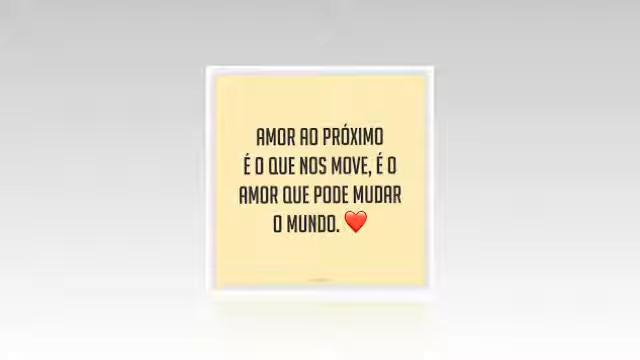 AMOR AO PRÓXIMO
É O QUE NOS MOVE, É O
AMOR QUE PODE MUDAR
O MUNDO. ❤️